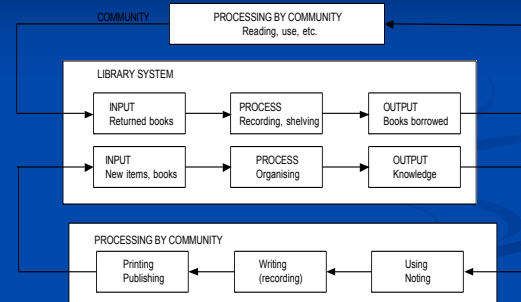 COMMUNITY
PROCESSING BY COMMUNITY
Reading, use, etc.
LIBRARY SYSTEM
INPUT
Returned books
PROCESS
Recording, shelving
OUTPUT
Books borrowed
INPUT
New items, books
PROCESS
Organising
OUTPUT
Knowledge
PROCESSING BY COMMUNITY
Printing
Publishing
Writing
(recording)
Using
Noting